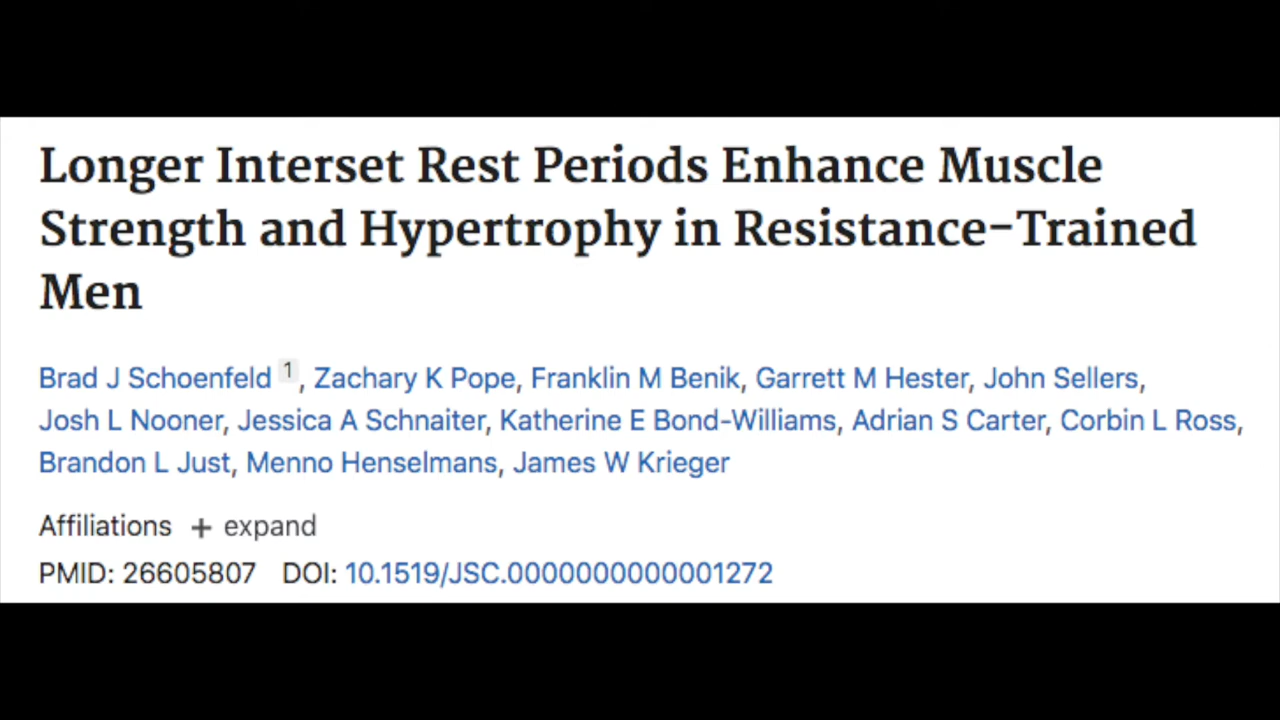 Longer Interset Rest Periods Enhance Muscle
Strength and Hypertrophy in Resistance-Trained
Men
Brad J Schoenfeld 1, Zachary K Pope, Franklin M Benik, Garrett M Hester, John Sellers,
Josh L Nooner, Jessica A Schnaiter, Katherine E Bond-Williams, Adrian S Carter, Corbin L Ross,
Brandon L Just, Menno Henselmans, James W Krieger
Affiliations + expand
PMID: 26605807 DOI: 10.1519/JSC.0000000000001272